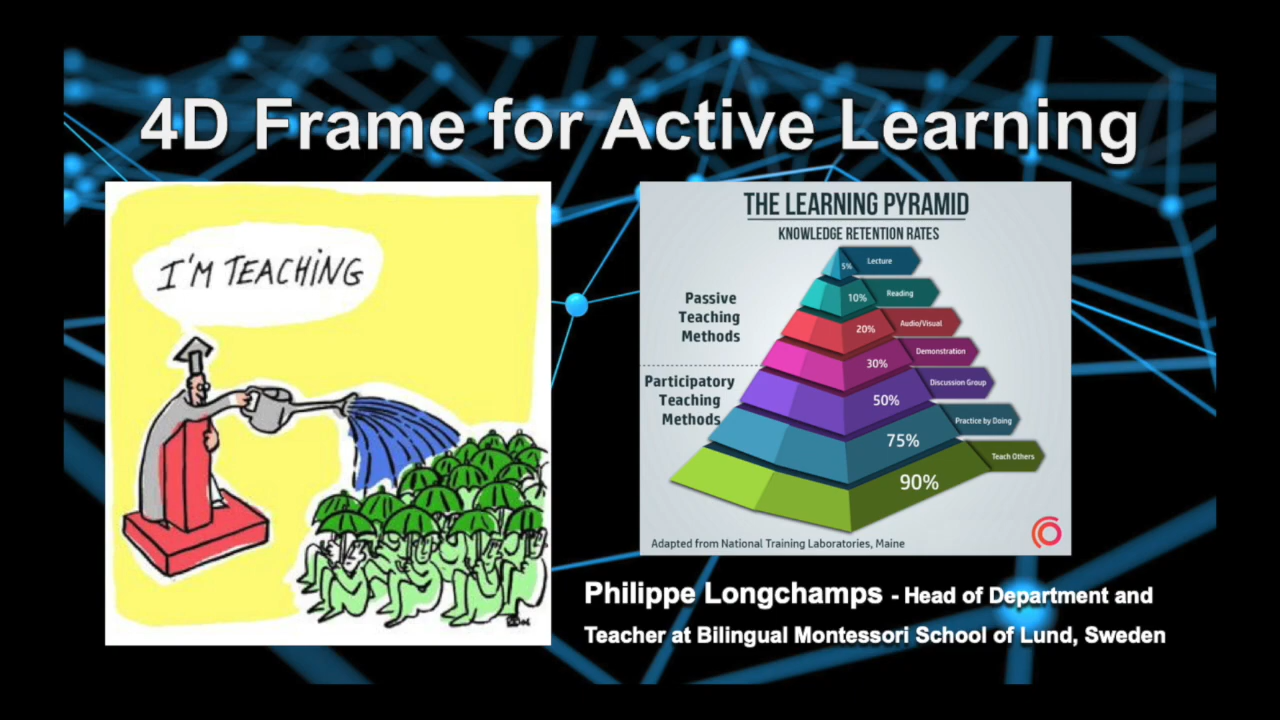 4D Frame for Active Learning
I'M TEACHING
THE LEARNING PYRAMID
KNOWLEDGE RETENTION RATES
5% Lecture
10% Reading
20% Audio/Visual
30% Demonstration
50% Discussion Group
75% Practice by Doing
90% Teach Others
Passive
Teaching
Methods
Participatory
Teaching
Methods
Adapted from National Training Laboratories, Maine
Philippe Longchamps - Head of Department and
Teacher at Bilingual Montessori School of Lund, Sweden